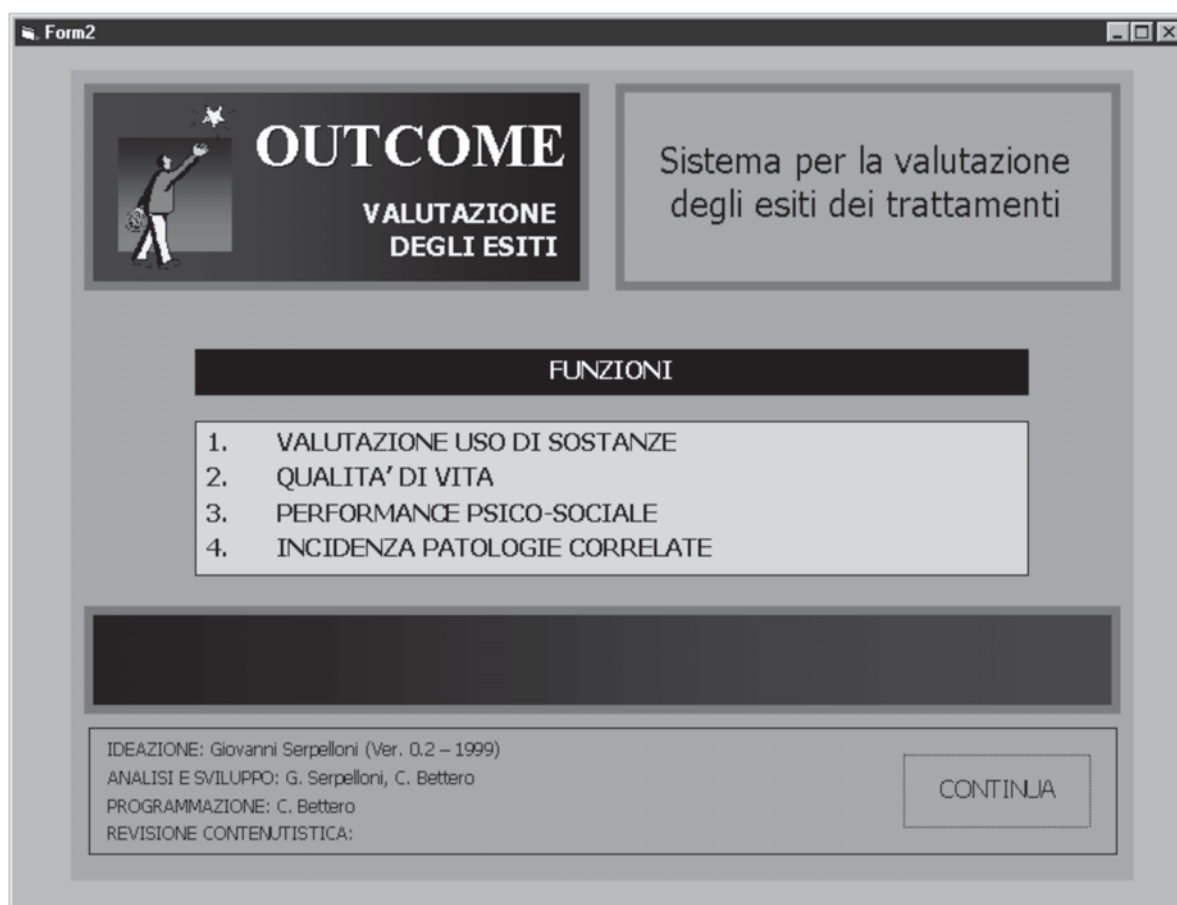 Form2
OUTCOME
VALUTAZIONE
DEGLI ESITI
Sistema per la valutazione
degli esiti dei trattamenti
FUNZIONI
1. VALUTAZIONE USO DI SOSTANZE
2. QUALITA’ DI VITA
3. PERFORMANCE PSICO-SOCIALE
4. INCIDENZA PATOLOGIE CORRELATE
IDEAZIONE: Giovanni Serpelloni (Ver. 0.2 – 1999)
ANALISI E SVILUPPO: G. Serpelloni, C. Bettero
PROGRAMMAZIONE: C. Bettero
REVISIONE CONTENUTISTICA:
CONTINUA